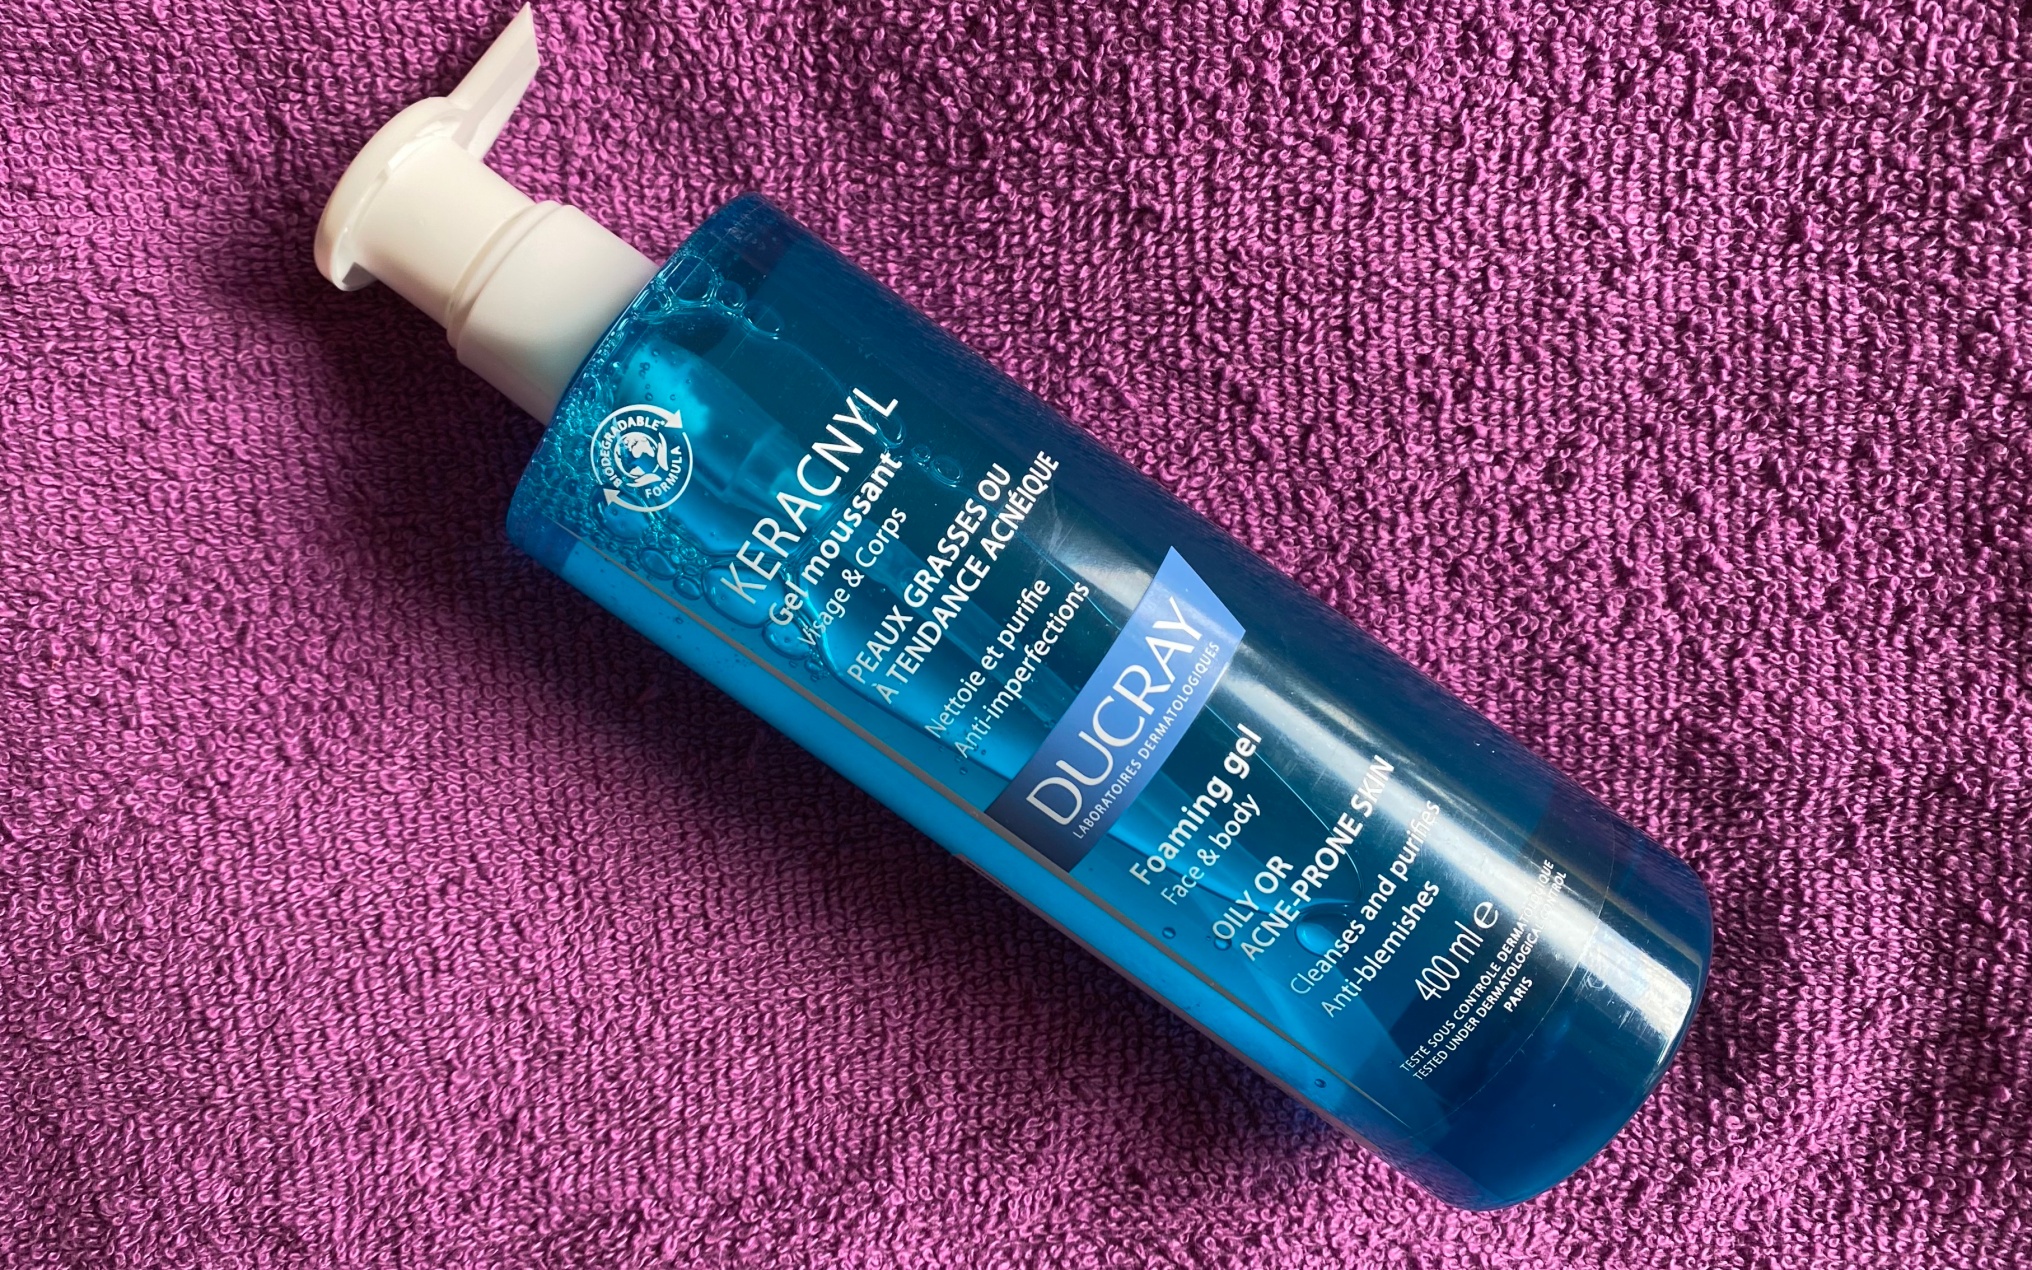 BIODEGRADABLE*
FORMULA
KERACNYL
Gel moussant
Visage & Corps
PEAUX GRASSES OU
À TENDANCE ACNÉIQUE
Nettoie et purifie
Anti-imperfections
DUCRAY
LABORATOIRES DERMATOLOGIQUES
Foaming gel
Face & body
OILY OR
ACNE-PRONE SKIN
Cleanses and purifies
Anti-blemishes
400 ml ℮
TESTÉ SOUS CONTRÔLE DERMATOLOGIQUE
TESTED UNDER DERMATOLOGICAL CONTROL
PARIS